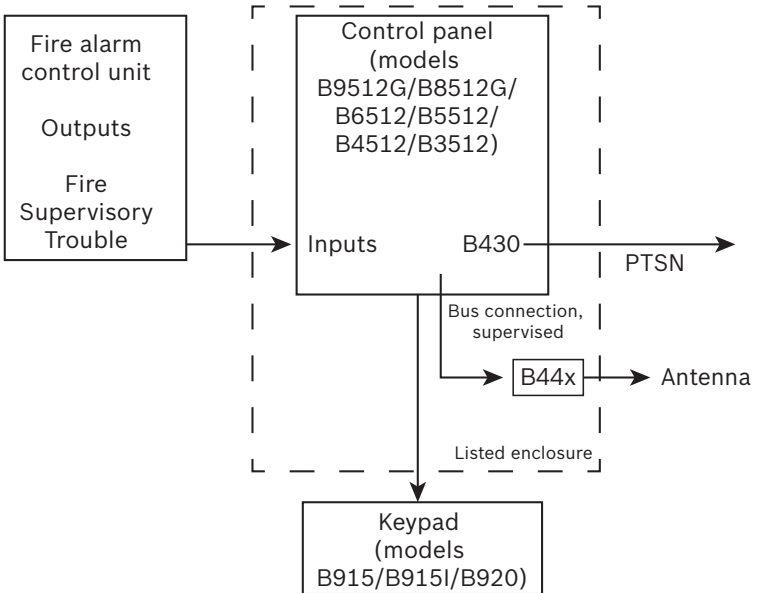 Fire alarm
control unit
Outputs
Fire
Supervisory
Trouble
Control panel
(models
B9512G/B8512G/
B6512/B5512/
B4512/B3512)
Inputs
B430
PTSN
Bus connection,
supervised
B44x
Antenna
Listed enclosure
Keypad
(models
B915/B915I/B920)